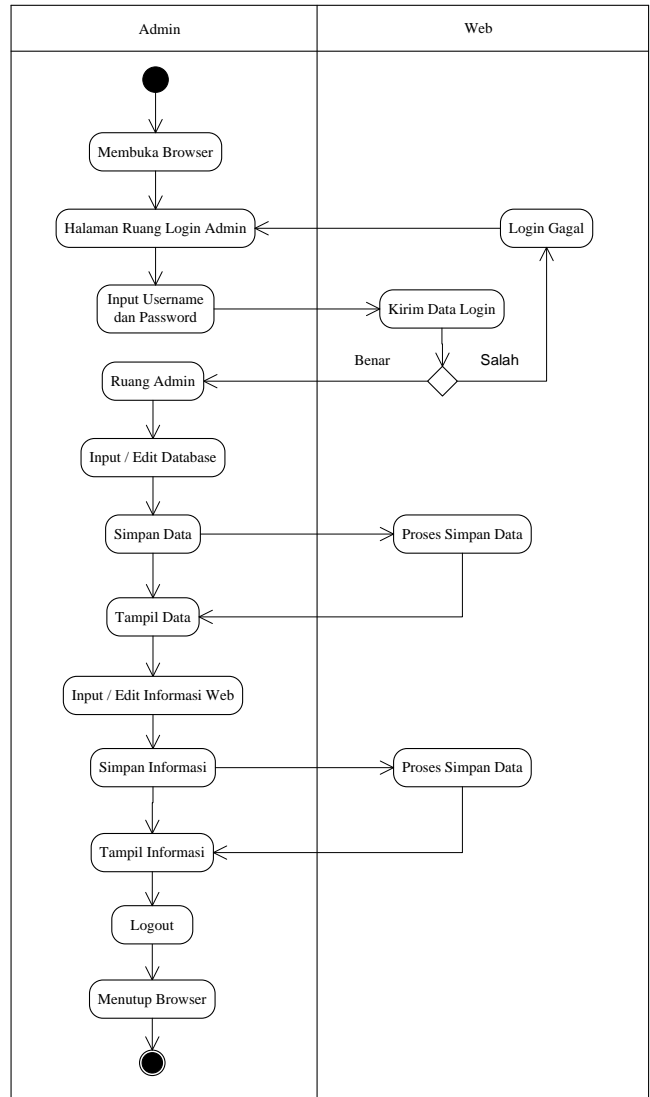 Admin
Web
Membuka Browser
Halaman Ruang Login Admin
Login Gagal
Input Username
dan Password
Kirim Data Login
Benar
Salah
Ruang Admin
Input / Edit Database
Simpan Data
Proses Simpan Data
Tampil Data
Input / Edit Informasi Web
Simpan Informasi
Proses Simpan Data
Tampil Informasi
Logout
Menutup Browser